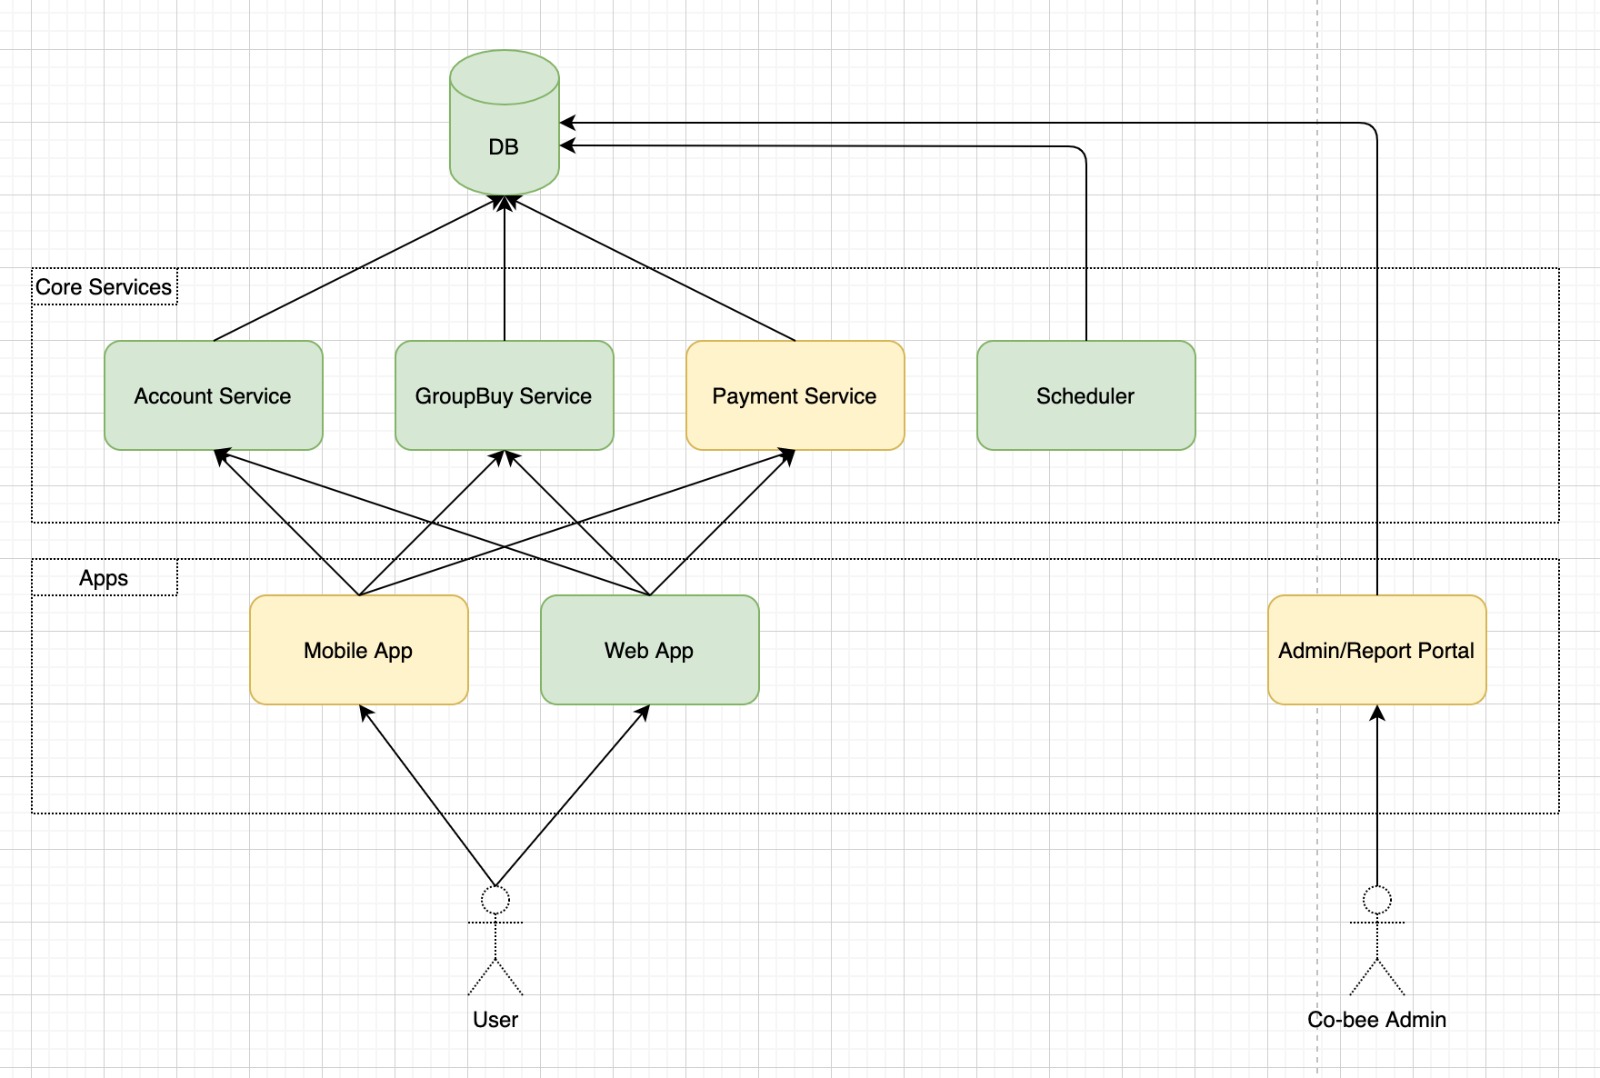 DB
Core Services
Account Service
GroupBuy Service
Payment Service
Scheduler
Apps
Mobile App
Web App
Admin/Report Portal
User
Co-bee Admin